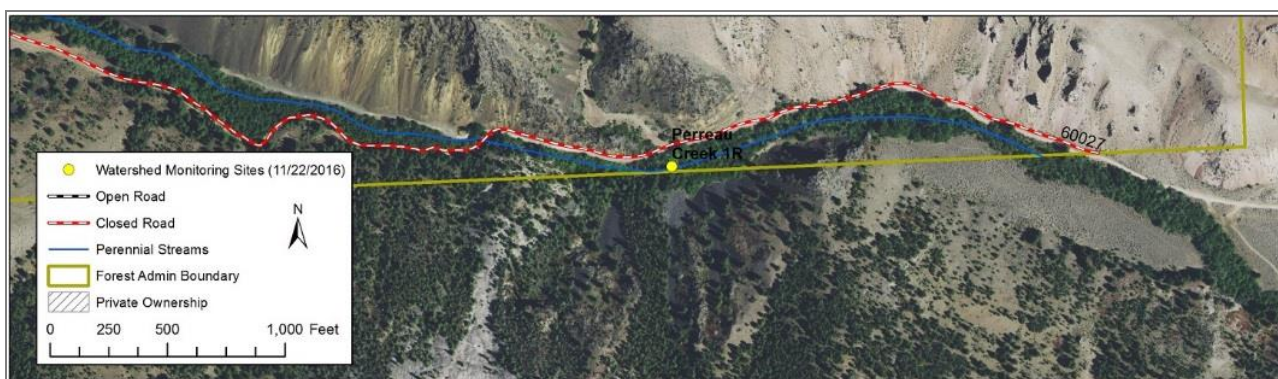 Perreau
Creek 1R
60027
Watershed Monitoring Sites (11/22/2016)
Open Road
Closed Road
Perennial Streams
Forest Admin Boundary
Private Ownership
N
0 250 500 1,000 Feet